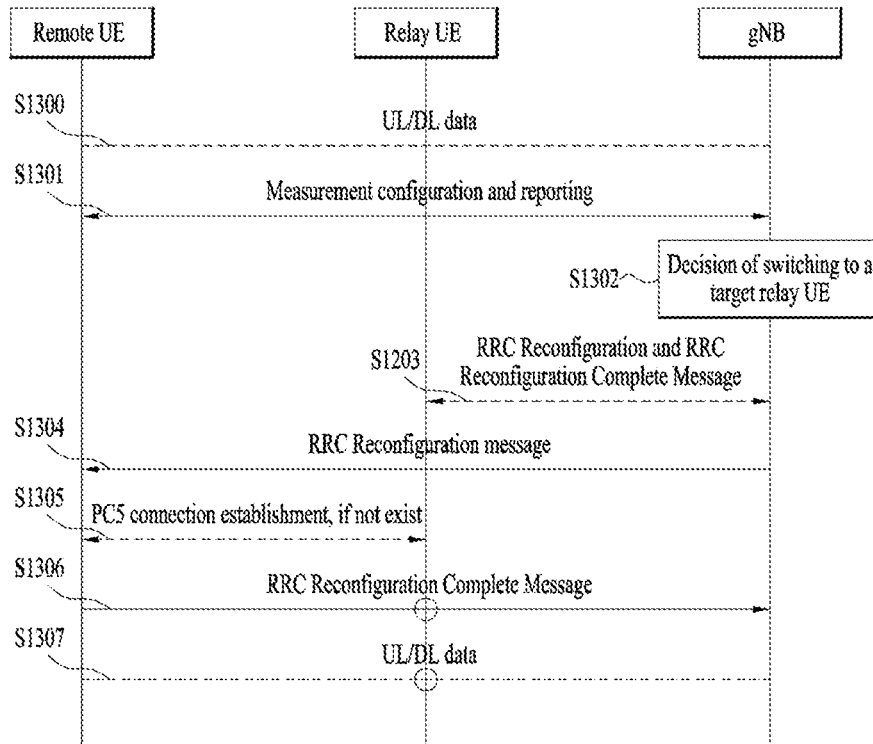 Remote UE
Relay UE
gNB
S1300
UL/DL data
S1301
Measurement configuration and reporting
S1302
Decision of switching to a
target relay UE
S1203
RRC Reconfiguration and RRC
Reconfiguration Complete Message
S1304
RRC Reconfiguration message
S1305
PC5 connection establishment, if not exist
S1306
RRC Reconfiguration Complete Message
S1307
UL/DL data